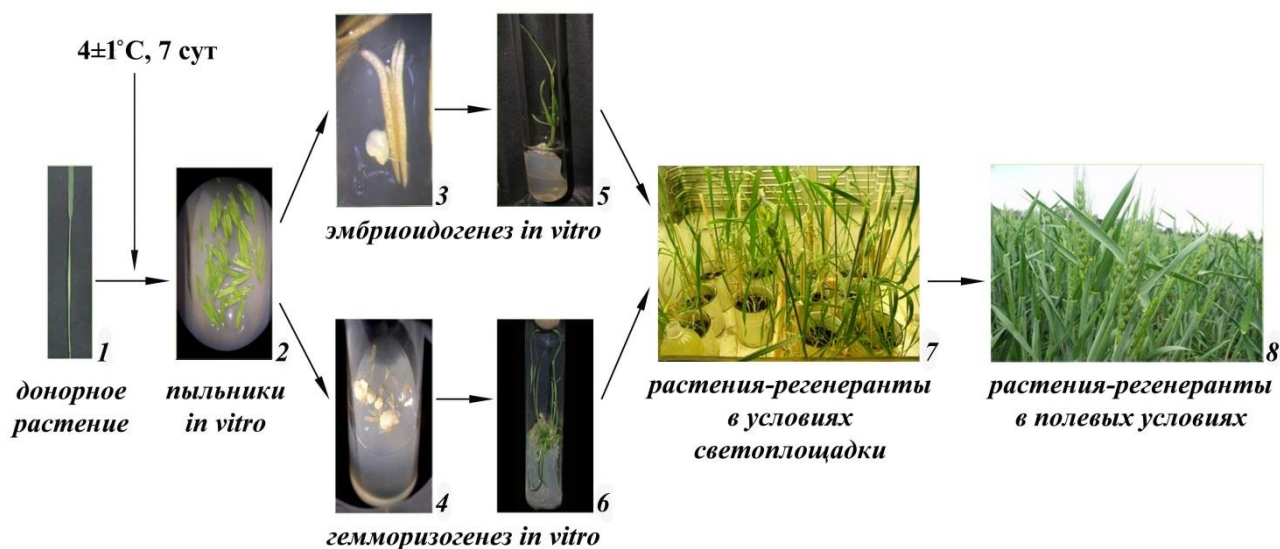 4±1°С, 7 сут
1
донорное
растение
2
пыльники
in vitro
3
5
эмбриоидогенез in vitro
4
6
гемморизогенез in vitro
7
растения-регенеранты
в условиях
светоплощадки
8
растения-регенеранты
в полевых условиях